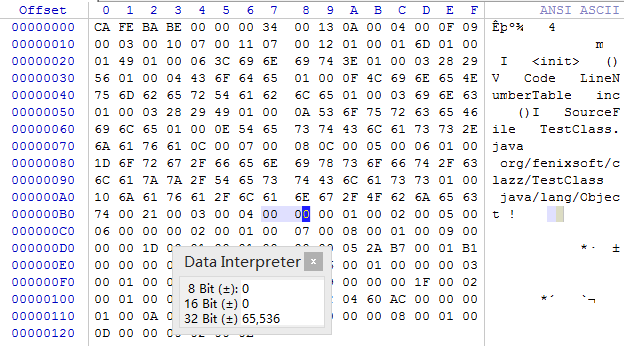 Offset 0 1 2 3 4 5 6 7 8 9 A B C D E F ANSI ASCII
00000000 CA FE BA BE 00 00 00 34 00 13 0A 00 04 00 0F 09 Êþº¾ 4
00000010 00 03 00 10 07 00 11 07 00 12 01 00 01 6D 01 00 m
00000020 01 49 01 00 06 3C 69 6E 69 74 3E 01 00 03 28 29 I <init> ()
00000030 56 01 00 04 43 6F 64 65 01 00 0F 4C 69 6E 65 4E V Code LineN
00000040 75 6D 62 65 72 54 61 62 6C 65 01 00 03 69 6E 63 umberTable inc
00000050 01 00 03 28 29 49 01 00 0A 53 6F 75 72 63 65 46 ()I SourceF
00000060 69 6C 65 01 00 0E 54 65 73 74 43 6C 61 73 73 2E ile TestClass.
00000070 6A 61 76 61 0C 00 07 00 08 0C 00 05 00 06 01 00 java
00000080 1D 6F 72 67 2F 66 65 6E 69 78 73 6F 66 74 2F 63 org/fenixsoft/c
00000090 6C 61 7A 7A 2F 54 65 73 74 43 6C 61 73 73 01 00 lazz/TestClass
000000A0 10 6A 61 76 61 2F 6C 61 6E 67 2F 4F 62 6A 65 63 java/lang/Objec
000000B0 74 00 21 00 03 00 04 00 00 00 01 00 02 00 05 00 t !
000000C0 06 00 00 00 02 00 01 00 07 00 08 00 01 00 09 00
000000D0 00 00 1D 00 05 2A B7 00 01 B1 *· ±
000000E0 00 00 00 00 01 00 00 00 03
000000F0 00 01 00 00 00 00 1F 00 02
00000100 00 01 00 04 60 AC 00 00 00 *´ `¬
00000110 01 00 0A 00 00 08 00 01 00
00000120 0D 00 00 00
Data Interpreter x
8 Bit (±): 0
16 Bit (±) 0
32 Bit (±) 65,536